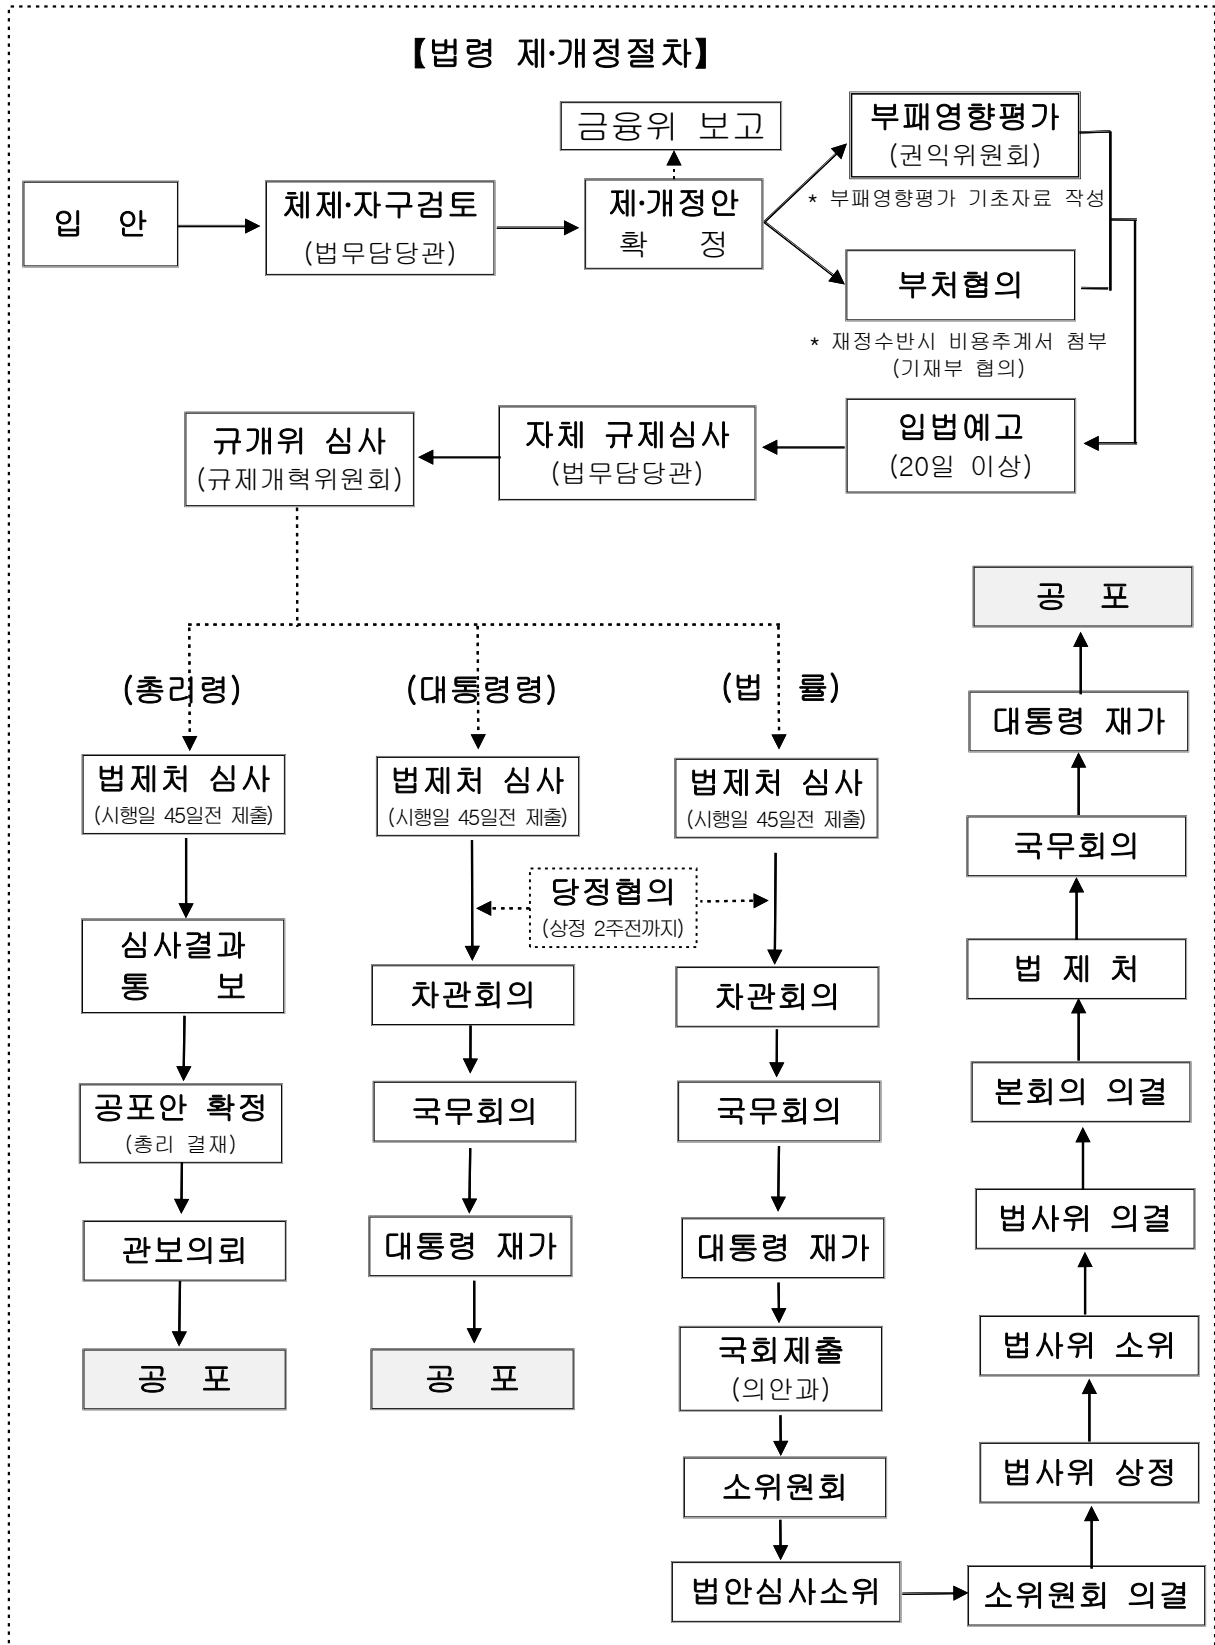 【법령 제·개정절차】
금융위 보고
부패영향평가
(권익위원회)
* 부패영향평가 기초자료 작성
입 안
체제·자구검토
(법무담당관)
제·개정안
확 정
부처협의
* 재정수반시 비용추계서 첨부
(기재부 협의)
입법예고
(20일 이상)
자체 규제심사
(법무담당관)
규개위 심사
(규제개혁위원회)
(총리령)
법제처 심사
(시행일 45일전 제출)
심사결과
통 보
공포안 확정
(총리 결재)
관보의뢰
공 포
(대통령령)
법제처 심사
(시행일 45일전 제출)
당정협의
(상정 2주전까지)
차관회의
국무회의
대통령 재가
공 포
(법 률)
법제처 심사
(시행일 45일전 제출)
차관회의
국무회의
대통령 재가
국회제출
(의안과)
소위원회
법안심사소위
소위원회 의결
법사위 상정
법사위 소위
법사위 의결
본회의 의결
법 제 처
국무회의
대통령 재가
공 포